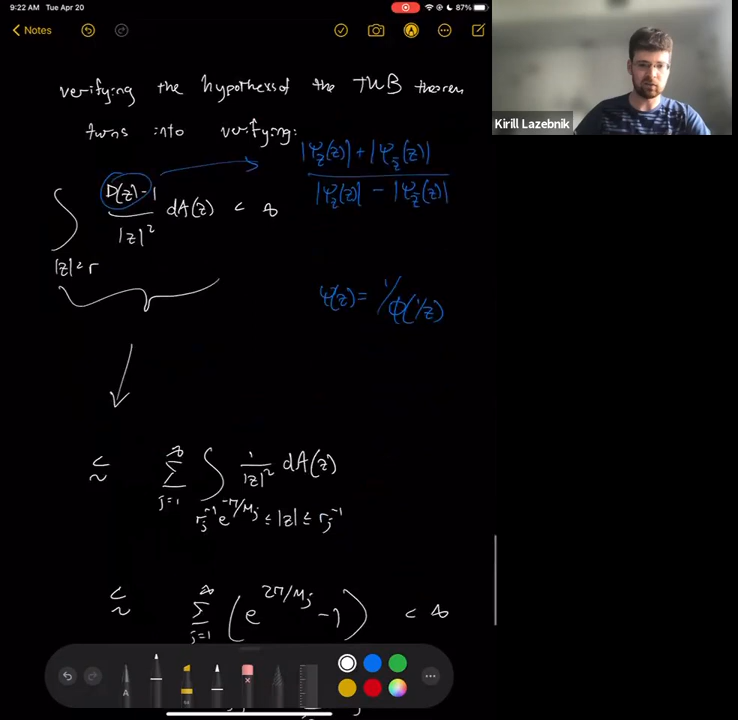 9:22 AM Tue Apr 20
87%
Notes
Kirill Lazebnik
verifying the hypothesis of the TWB theorem
turns into verifying:
∫_{|z|<r} (D(z)-1)/|z|² dA(z) < ∞
(|ψ_z(z)| + |ψ_z̄(z)|) / (|ψ_z(z)| - |ψ_z̄(z)|)
ψ(z) = 1/φ(1/z)
≲ ∑_{j=1}^∞ ∫_{r_j^{-1} e^{-π/M_j} ≤ |z| ≤ r_j^{-1}} 1/|z|² dA(z)
≲ ∑_{j=1}^∞ (e^{2π/M_j} - 1) < ∞
A